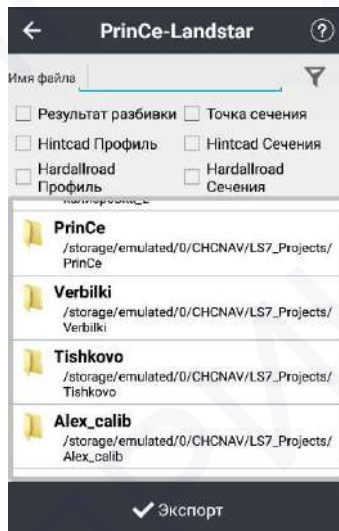 PrinCe-Landstar
Имя файла
Результат разбивки
Точка сечения
Hintcad Профиль
Hintcad Сечения
Hardallroad
Профиль
Hardallroad
Сечения
PrinCe
/storage/emulated/0/CHCNAV/LS7_Projects/
PrinCe
Verbilki
/storage/emulated/0/CHCNAV/LS7_Projects/
Verbilki
Tishkovo
/storage/emulated/0/CHCNAV/LS7_Projects/
Tishkovo
Alex_calib
/storage/emulated/0/CHCNAV/LS7_Projects/
Alex_calib
Экспорт